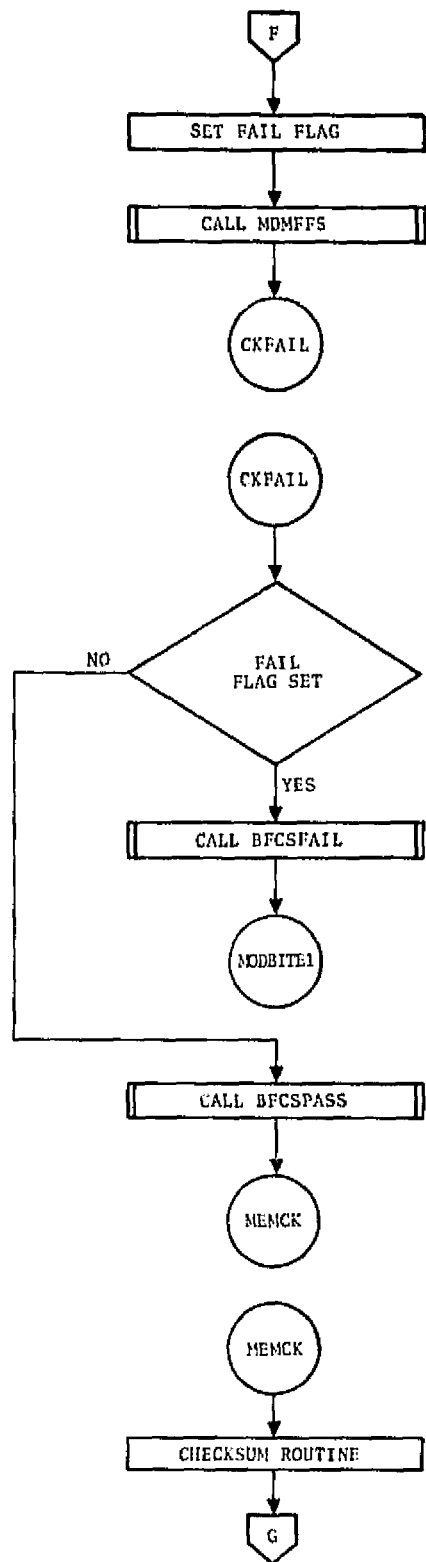 F
SET FAIL FLAG
CALL MDMFFS
CKFAIL
CKFAIL
FAIL
FLAG SET
NO
YES
CALL BFCSFAIL
MODBITE1
CALL BFCSPASS
MEMCK
MEMCK
CHECKSUM ROUTINE
G